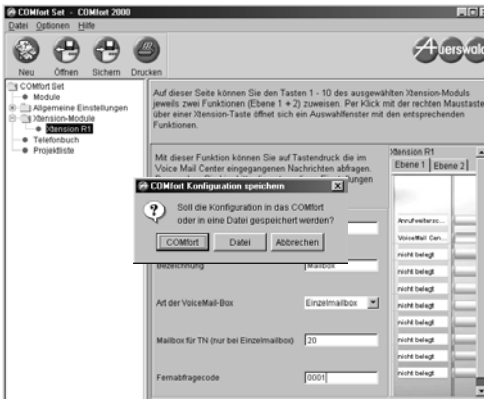 COMfort Set - COMfort 2000
Datei Optionen Hilfe
Neu Öffnen Sichern Drucken
Auerswald
COMfort Set
Module
Allgemeine Einstellungen
Xtension-Module
Xtension R1
Telefonbuch
Projektliste
Auf dieser Seite können Sie den Tasten 1 - 10 des ausgewählten Xtension-Moduls
jeweils zwei Funktionen (Ebene 1 + 2) zuweisen. Per Klick mit der rechten Maustaste
über einer Xtension-Taste öffnet sich ein Auswahlfenster mit den entsprechenden
Funktionen.
Mit dieser Funktion können Sie auf Tastendruck die im
Voice Mail Center eingegangenen Nachrichten abfragen.
COMfort Konfiguration speichern
Soll die Konfiguration in das COMfort
oder in eine Datei gespeichert werden?
COMfort Datei Abbrechen
Bezeichnung Mailbox
Art der VoiceMail-Box Einzelmailbox
Mailbox für TN (nur bei Einzelmailbox) 20
Fernabfragecode 0001
Xtension R1
Ebene 1 Ebene 2
Anrufweitersc...
VoiceMail Cen...
nicht belegt
nicht belegt
nicht belegt
nicht belegt
nicht belegt
nicht belegt
nicht belegt
nicht belegt